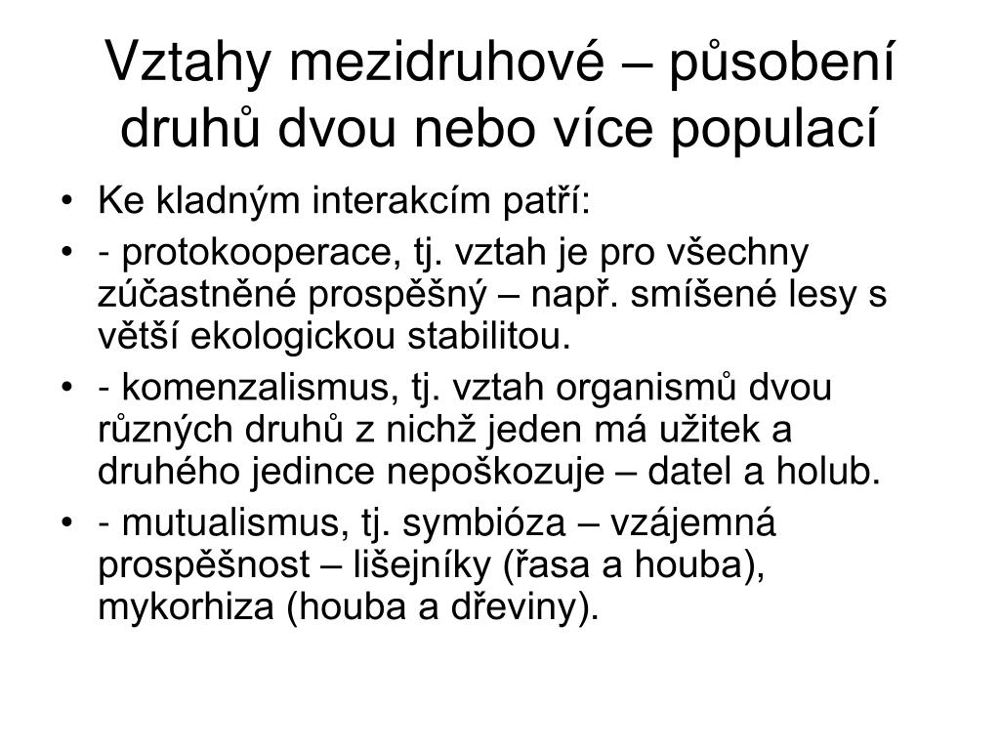 Vztahy mezidruhové – působení
druhů dvou nebo více populací
• Ke kladným interakcím patří:
• - protokooperace, tj. vztah je pro všechny
zúčastněné prospěšný – např. smíšené lesy s
větší ekologickou stabilitou.
• - komenzalismus, tj. vztah organismů dvou
různých druhů z nichž jeden má užitek a
druhého jedince nepoškozuje – datel a holub.
• - mutualismus, tj. symbióza – vzájemná
prospěšnost – lišejníky (řasa a houba),
mykorhiza (houba a dřeviny).